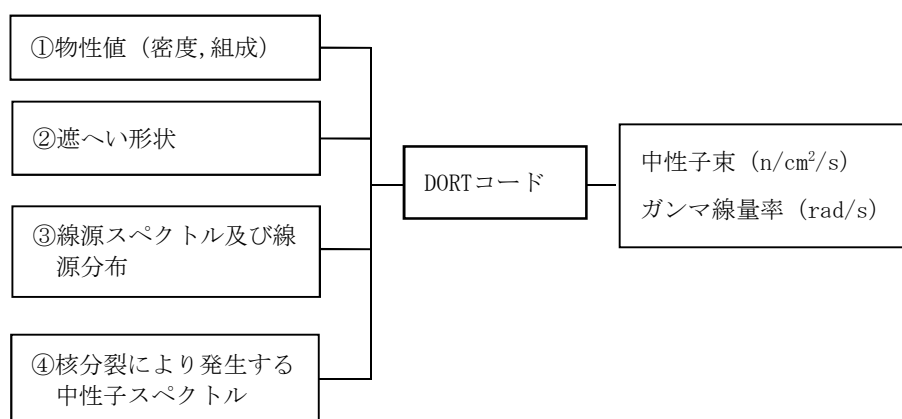 ①物性値（密度,組成）
②遮へい形状
③線源スペクトル及び線
源分布
④核分裂により発生する
中性子スペクトル
DORTコード
中性子束（n/cm²/s）
ガンマ線量率（rad/s）